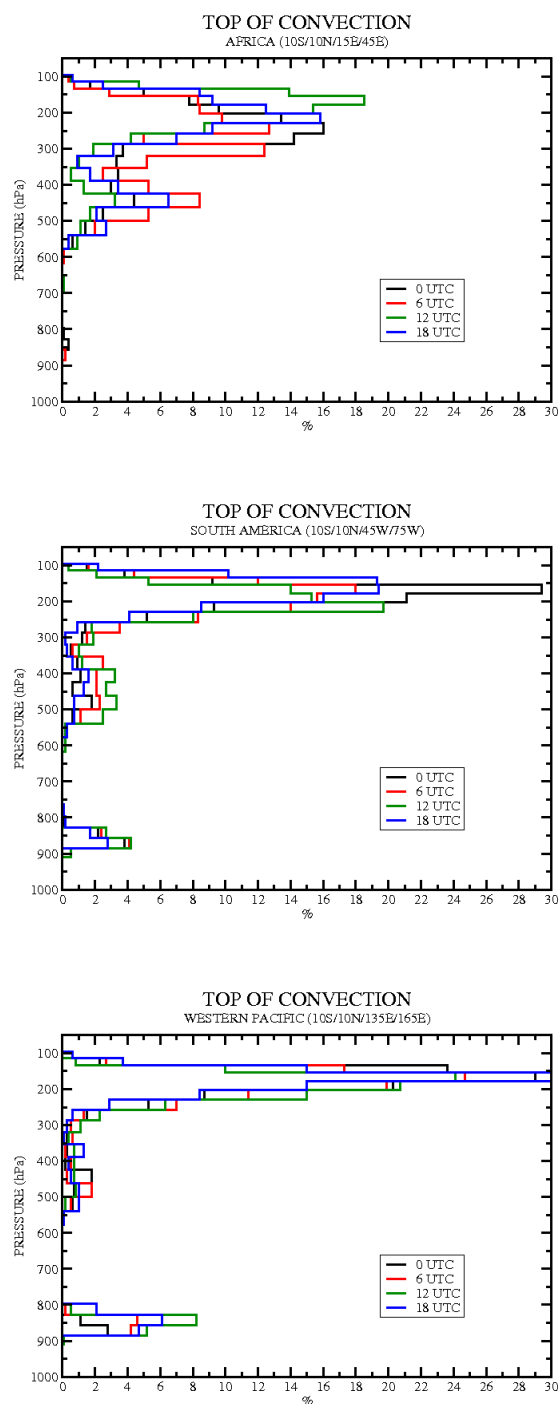 TOP OF CONVECTION
AFRICA (10S/10N/15E/45E)
100
200
300
400
500
600
700
800
900
1000
PRESSURE (hPa)
0 UTC
6 UTC
12 UTC
18 UTC
0 2 4 6 8 10 12 14 16 18 20 22 24 26 28 30
%
TOP OF CONVECTION
SOUTH AMERICA (10S/10N/45W/75W)
100
200
300
400
500
600
700
800
900
1000
PRESSURE (hPa)
0 UTC
6 UTC
12 UTC
18 UTC
0 2 4 6 8 10 12 14 16 18 20 22 24 26 28 30
%
TOP OF CONVECTION
WESTERN PACIFIC (10S/10N/135E/165E)
100
200
300
400
500
600
700
800
900
1000
PRESSURE (hPa)
0 UTC
6 UTC
12 UTC
18 UTC
0 2 4 6 8 10 12 14 16 18 20 22 24 26 28 30
%